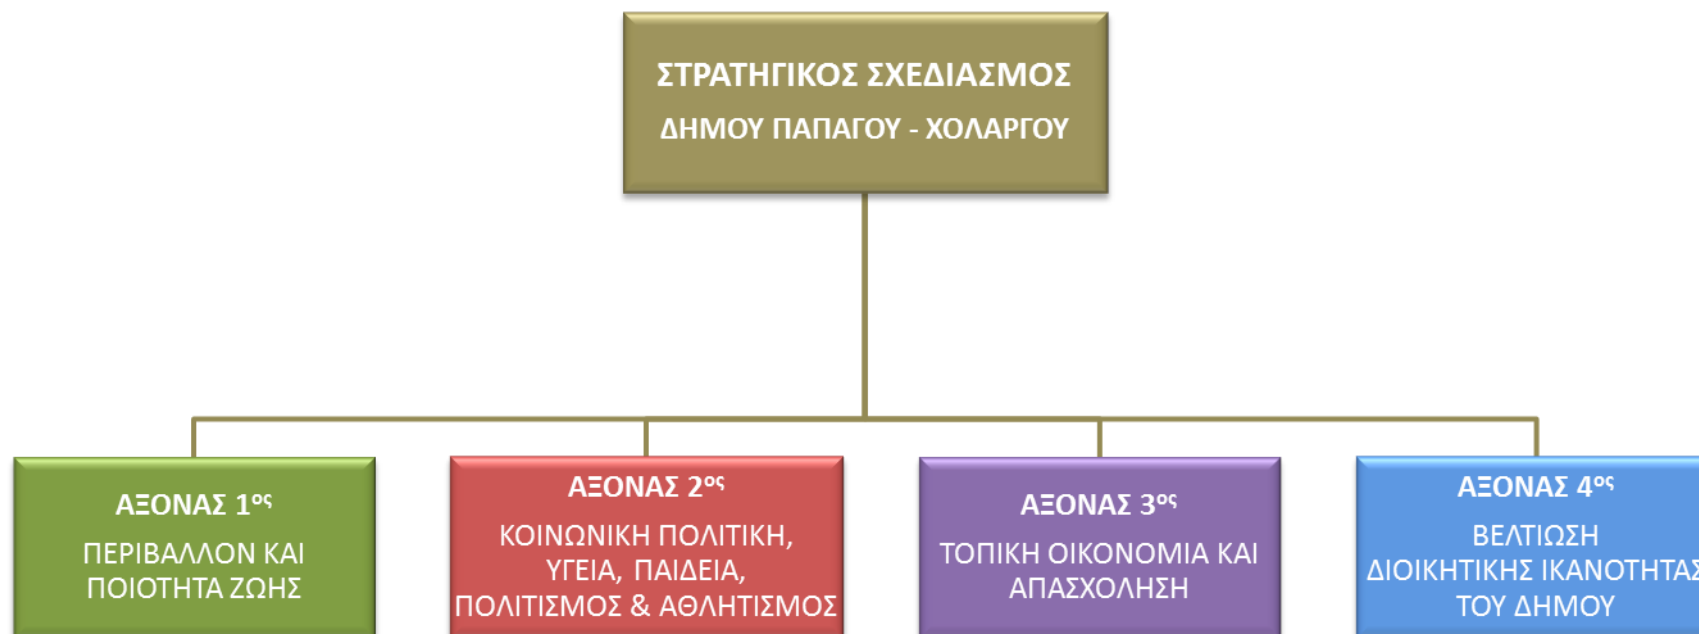 ΣΤΡΑΤΗΓΙΚΟΣ ΣΧΕΔΙΑΣΜΟΣ
ΔΗΜΟΥ ΠΑΠΑΓΟΥ - ΧΟΛΑΡΓΟΥ
ΑΞΟΝΑΣ 1ος
ΠΕΡΙΒΑΛΛΟΝ ΚΑΙ
ΠΟΙΟΤΗΤΑ ΖΩΗΣ
ΑΞΟΝΑΣ 2ος
ΚΟΙΝΩΝΙΚΗ ΠΟΛΙΤΙΚΗ,
ΥΓΕΙΑ, ΠΑΙΔΕΙΑ,
ΠΟΛΙΤΙΣΜΟΣ & ΑΘΛΗΤΙΣΜΟΣ
ΑΞΟΝΑΣ 3ος
ΤΟΠΙΚΗ ΟΙΚΟΝΟΜΙΑ ΚΑΙ
ΑΠΑΣΧΟΛΗΣΗ
ΑΞΟΝΑΣ 4ος
ΒΕΛΤΙΩΣΗ
ΔΙΟΙΚΗΤΙΚΗΣ ΙΚΑΝΟΤΗΤΑΣ
ΤΟΥ ΔΗΜΟΥ